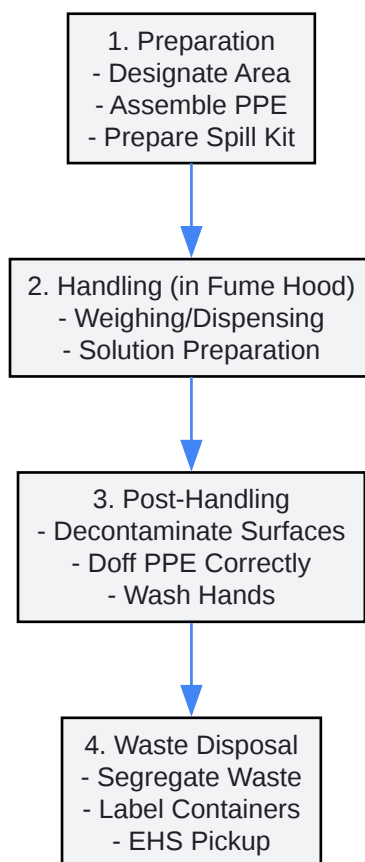 1. Preparation
- Designate Area
- Assemble PPE
- Prepare Spill Kit
2. Handling (in Fume Hood)
- Weighing/Dispensing
- Solution Preparation
3. Post-Handling
- Decontaminate Surfaces
- Doff PPE Correctly
- Wash Hands
4. Waste Disposal
- Segregate Waste
- Label Containers
- EHS Pickup